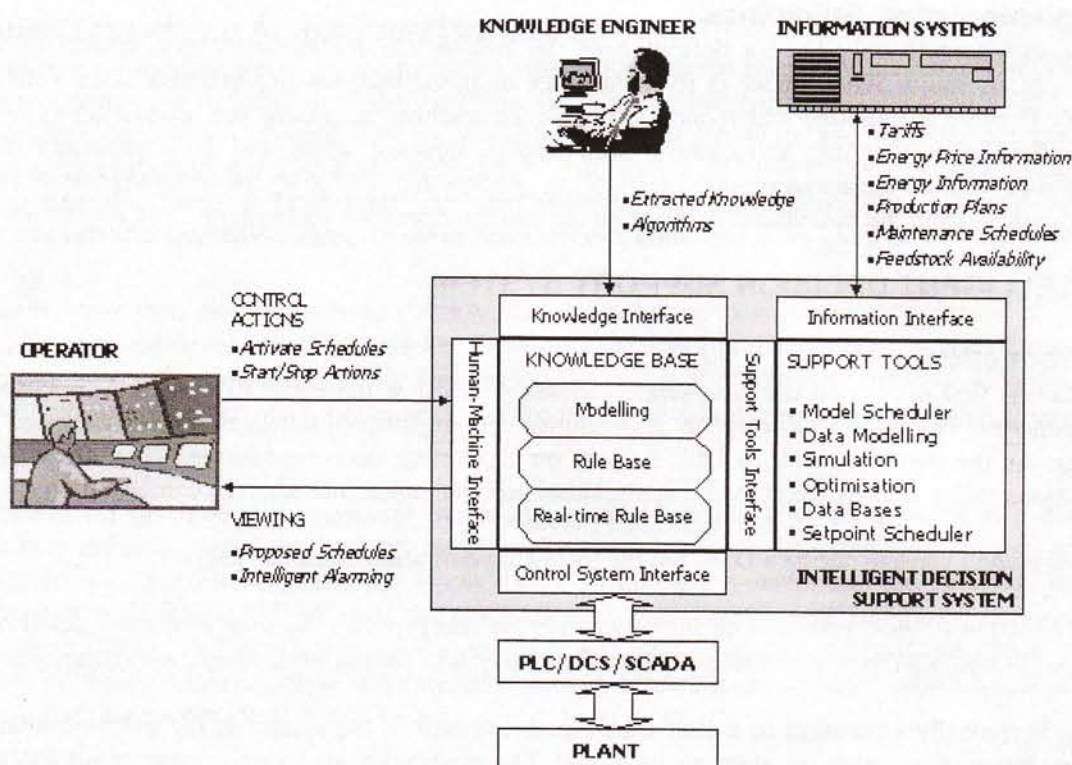 KNOWLEDGE ENGINEER
INFORMATION SYSTEMS
▪Tariffs
▪Energy Price Information
▪Energy Information
▪Production Plans
▪Maintenance Schedules
▪Feedstock Availability
▪Extracted Knowledge
▪Algorithms
CONTROL
ACTIONS
▪Activate Schedules
▪Start/Stop Actions
OPERATOR
VIEWING
▪Proposed Schedules
▪Intelligent Alarming
Knowledge Interface
Information Interface
Human-Machine Interface
KNOWLEDGE BASE
Modelling
Rule Base
Real-time Rule Base
Support Tools Interface
SUPPORT TOOLS
▪ Model Scheduler
▪ Data Modelling
▪ Simulation
▪ Optimisation
▪ Data Bases
▪ Setpoint Scheduler
Control System Interface
INTELLIGENT DECISION
SUPPORT SYSTEM
PLC/DCS/SCADA
PLANT